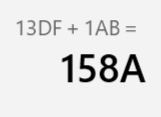 13DF + 1AB =
158A